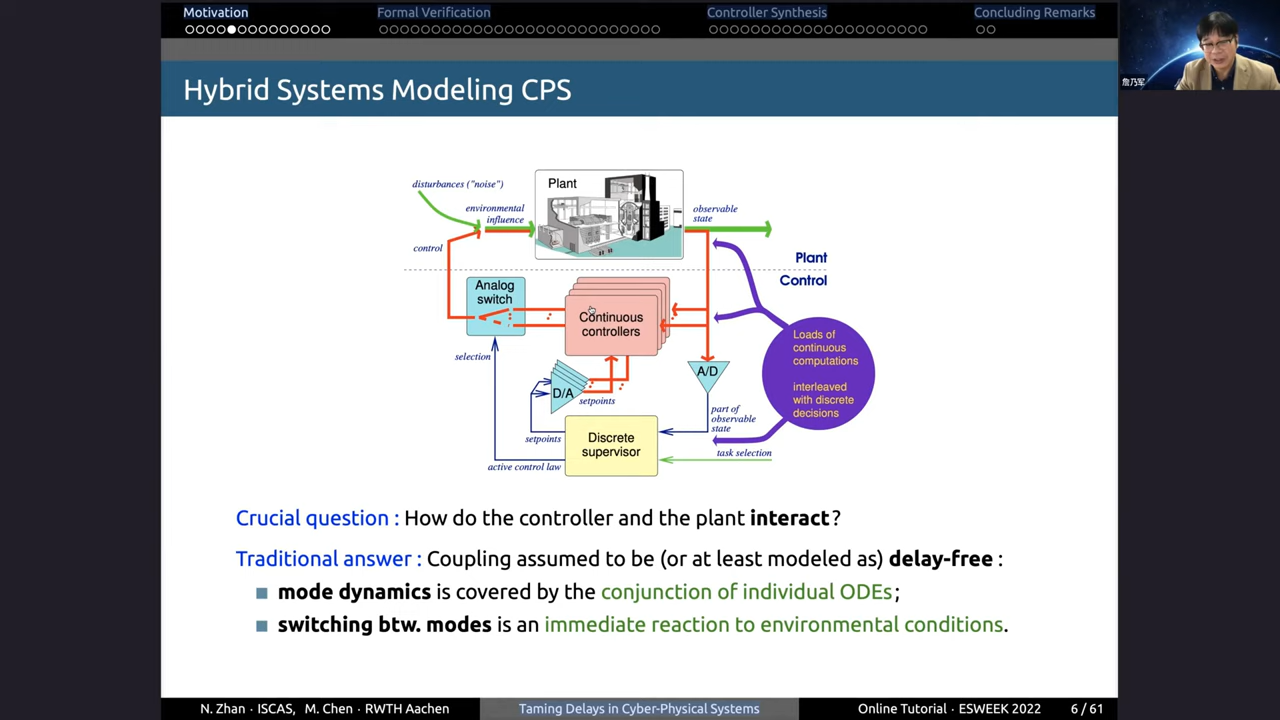 Motivation
Formal Verification
Controller Synthesis
Concluding Remarks
Hybrid Systems Modeling CPS
詹乃军
disturbances ("noise")
environmental
influence
Plant
observable
state
control
Plant
Control
Analog
switch
Continuous
controllers
Loads of
continuous
computations
interleaved
with discrete
decisions
selection
A/D
D/A
setpoints
part of
observable
state
setpoints
Discrete
supervisor
task selection
active control law
Crucial question : How do the controller and the plant interact ?
Traditional answer : Coupling assumed to be (or at least modeled as) delay-free :
mode dynamics is covered by the conjunction of individual ODEs ;
switching btw. modes is an immediate reaction to environmental conditions.
N. Zhan · ISCAS, M. Chen · RWTH Aachen
Taming Delays in Cyber-Physical Systems
Online Tutorial · ESWEEK 2022
6 / 61